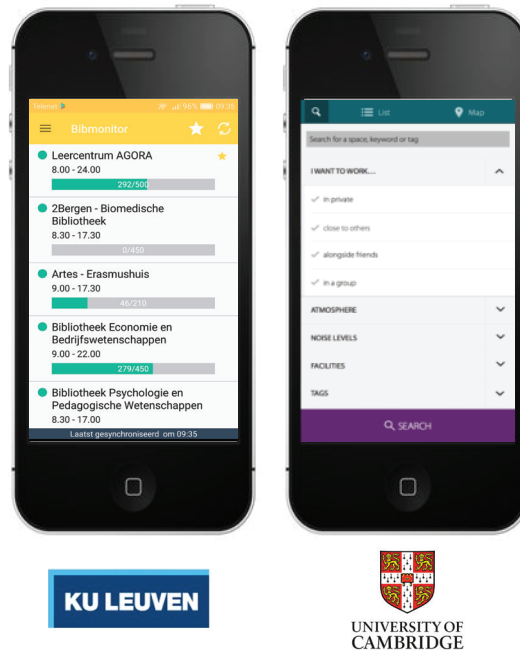 Telenet
96% 09:35
Bibmonitor
Leercentrum AGORA
8.00 - 24.00
292/500
2Bergen - Biomedische
Bibliotheek
8.30 - 17.30
0/450
Artes - Erasmushuis
9.00 - 17.30
46/210
Bibliotheek Economie en
Bedrijfswetenschappen
9.00 - 22.00
279/450
Bibliotheek Psychologie en
Pedagogische Wetenschappen
8.30 - 17.00
Laatst gesynchroniseerd om 09:35
KU LEUVEN
List
Map
Search for a space, keyword or tag
I WANT TO WORK....
in private
close to others
alongside friends
in a group
ATMOSPHERE
NOISE LEVELS
FACILITIES
TAGS
SEARCH
UNIVERSITY OF
CAMBRIDGE